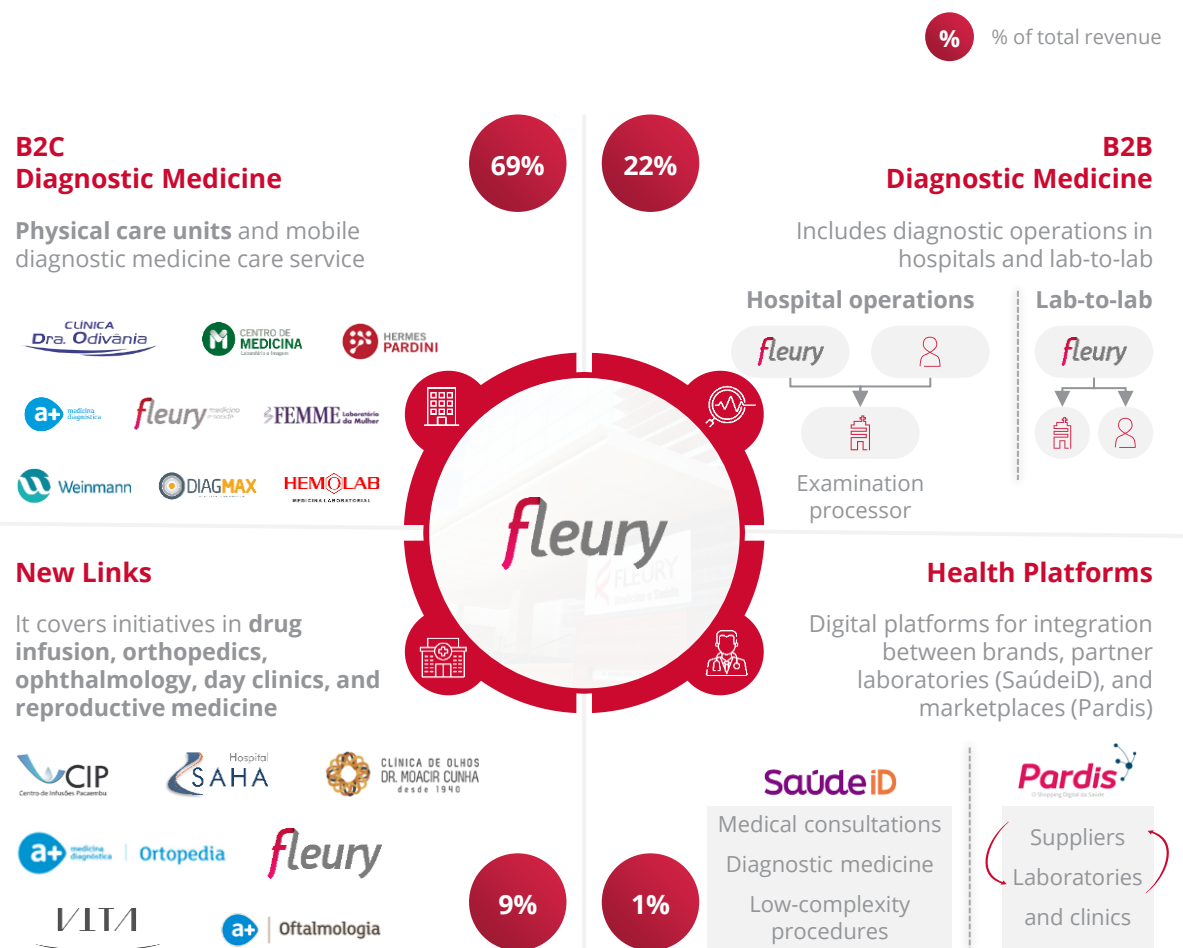 %
% of total revenue
B2C
Diagnostic Medicine
69%
Physical care units and mobile
diagnostic medicine care service
CLÍNICA
Dra. Odivânia
CENTRO DE
MEDICINA
Laboratório e Imagem
HERMES
PARDINI
a+ medicina
diagnóstica
fleury medicina
e saúde
FEMME Laboratório
da Mulher
Weinmann
DIAGMAX
HEMOLAB
MEDICINA LABORATORIAL
22%
B2B
Diagnostic Medicine
Includes diagnostic operations in
hospitals and lab-to-lab
Hospital operations
fleury
Examination
processor
Lab-to-lab
fleury
fleury
FLEURY
New Links
It covers initiatives in drug
infusion, orthopedics,
ophthalmology, day clinics, and
reproductive medicine
CIP
Centro de Infusões Pacaembu
Hospital
SAHA
CLÍNICA DE OLHOS
DR. MOACIR CUNHA
desde 1940
a+ medicina
diagnóstica
Ortopedia
fleury
VITA
a+ Oftalmologia
9%
Health Platforms
Digital platforms for integration
between brands, partner
laboratories (SaúdeiD), and
marketplaces (Pardis)
1%
SaúdeiD
Medical consultations
Diagnostic medicine
Low-complexity
procedures
Pardis
O Shopping Digital da Saúde
Suppliers
Laboratories
and clinics